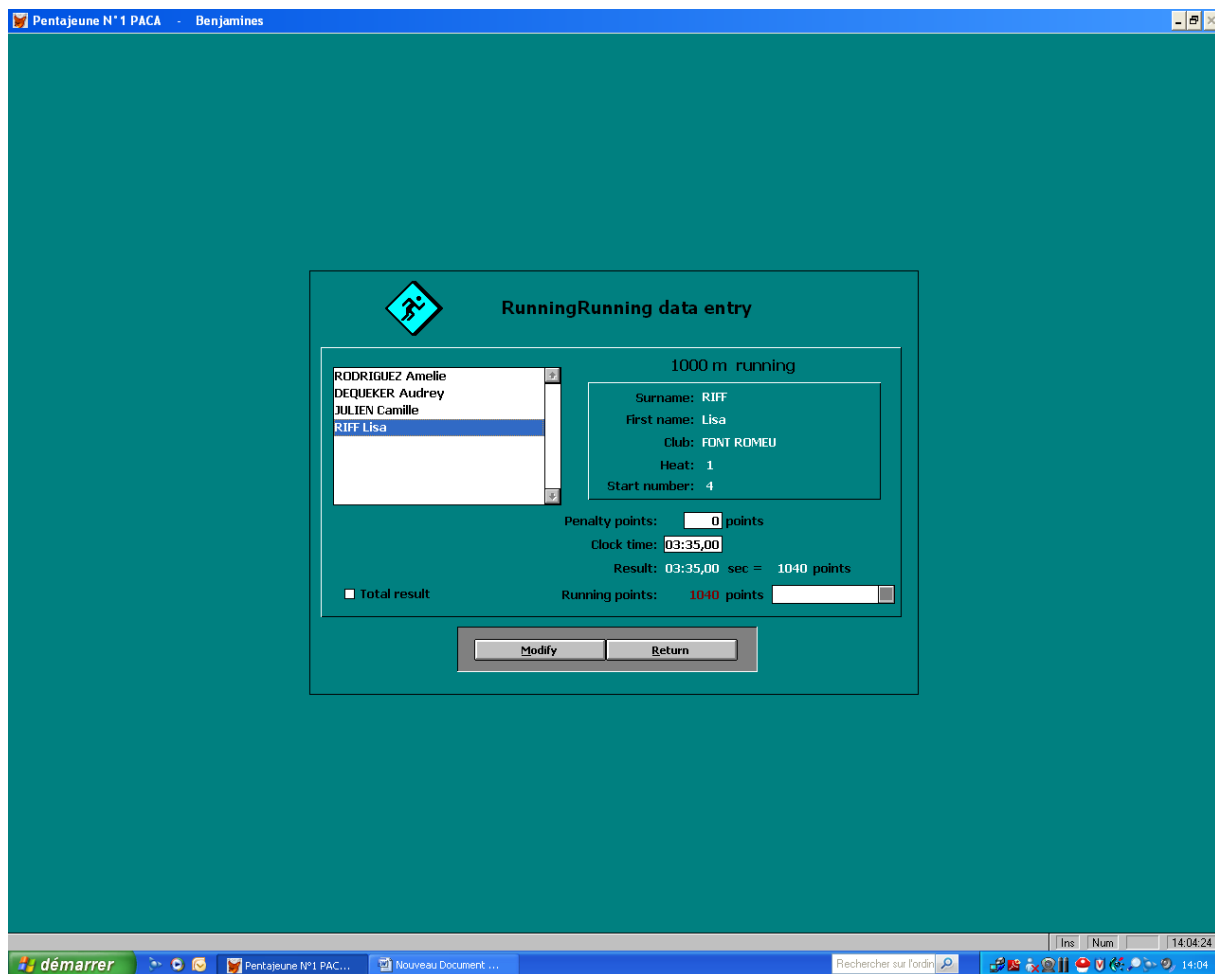 Pentajeune N°1 PACA - Benjamines
RunningRunning data entry
1000 m running
RODRIGUEZ Amelie
DEQUEKER Audrey
JULIEN Camille
RIFF Lisa
Surname: RIFF
First name: Lisa
Club: FONT ROMEU
Heat: 1
Start number: 4
Penalty points: 0 points
Clock time: 03:35,00
Result: 03:35,00 sec = 1040 points
Total result
Running points: 1040 points
Modify Return
Ins Num 14:04:24
démarrer Pentajeune N°1 PAC... Nouveau Document ... Rechercher sur l'ordin 14:04